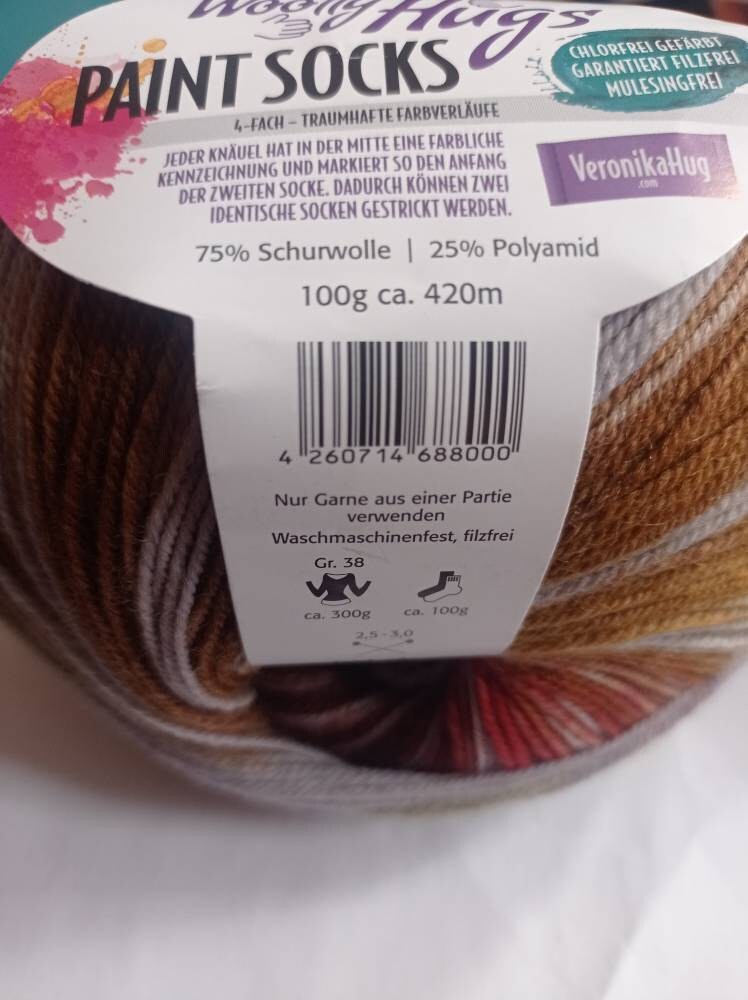 Woolly Hugs
PAINT SOCKS
CHLORFREI GEFÄRBT
GARANTIERT FILZFREI
MULESINGFREI
4-FACH – TRAUMHAFTE FARBVERLÄUFE
JEDER KNÄUEL HAT IN DER MITTE EINE FARBLICHE
KENNZEICHNUNG UND MARKIERT SO DEN ANFANG
DER ZWEITEN SOCKE. DADURCH KÖNNEN ZWEI
IDENTISCHE SOCKEN GESTRICKT WERDEN.
VeronikaHug
.com
75% Schurwolle | 25% Polyamid
100g ca. 420m
4 260714 688000
Nur Garne aus einer Partie
verwenden
Waschmaschinenfest, filzfrei
Gr. 38
ca. 300g ca. 100g
2,5 - 3,0